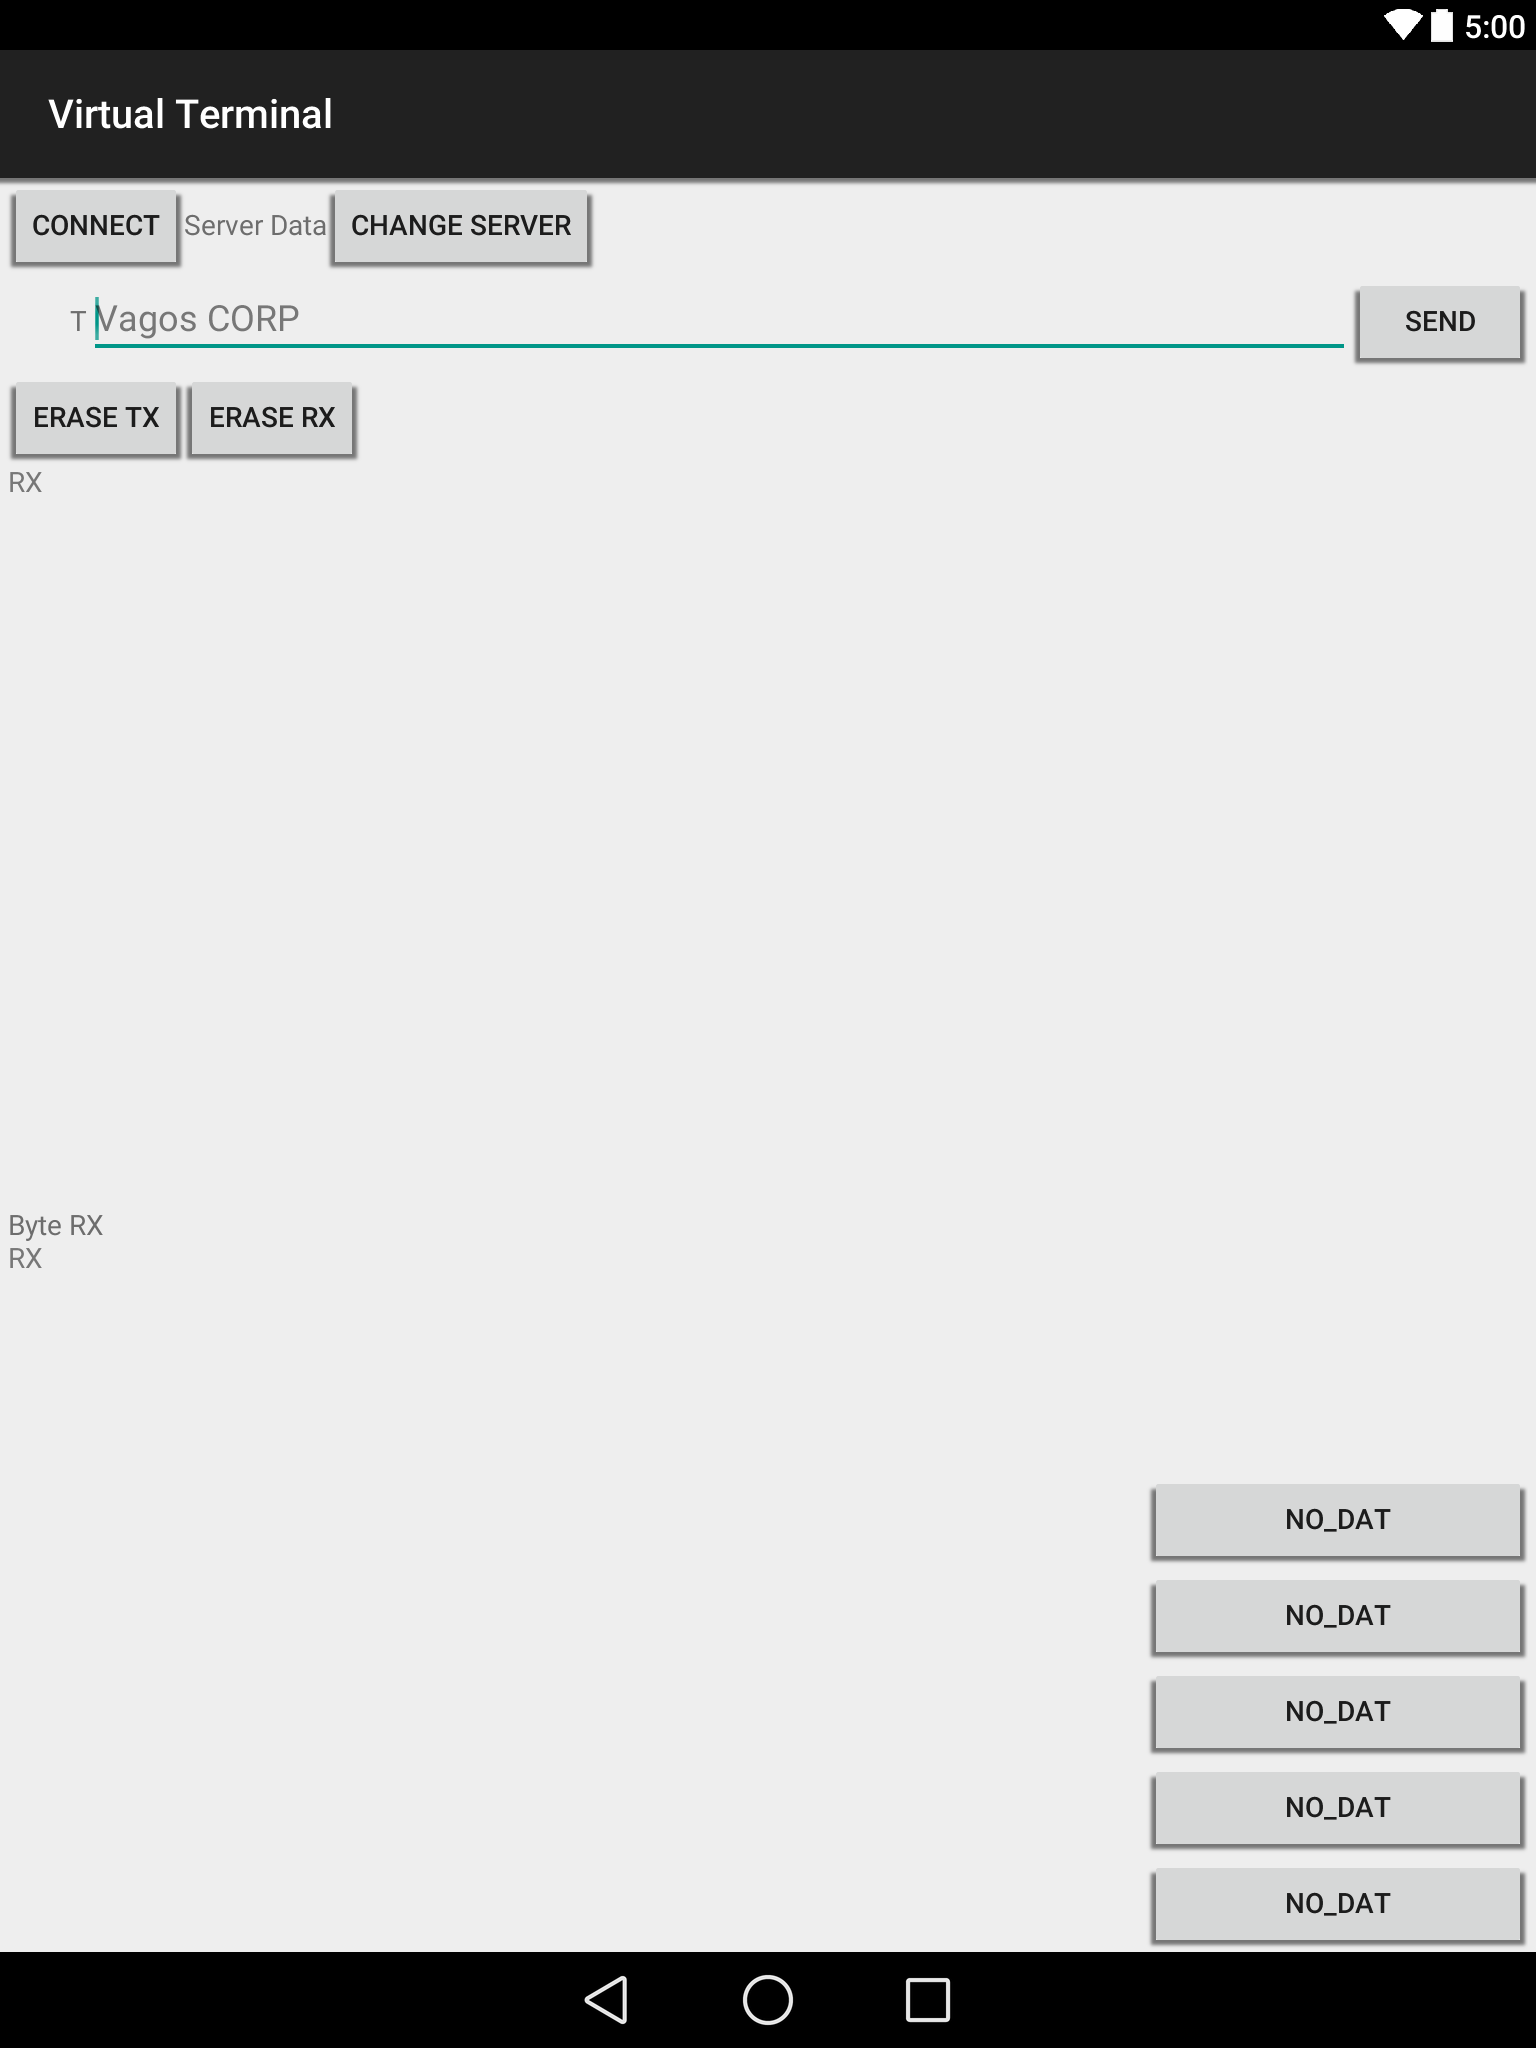 5:00
Virtual Terminal
CONNECT Server Data CHANGE SERVER
T Vagos CORP SEND
ERASE TX ERASE RX
RX
Byte RX
RX
NO_DAT
NO_DAT
NO_DAT
NO_DAT
NO_DAT